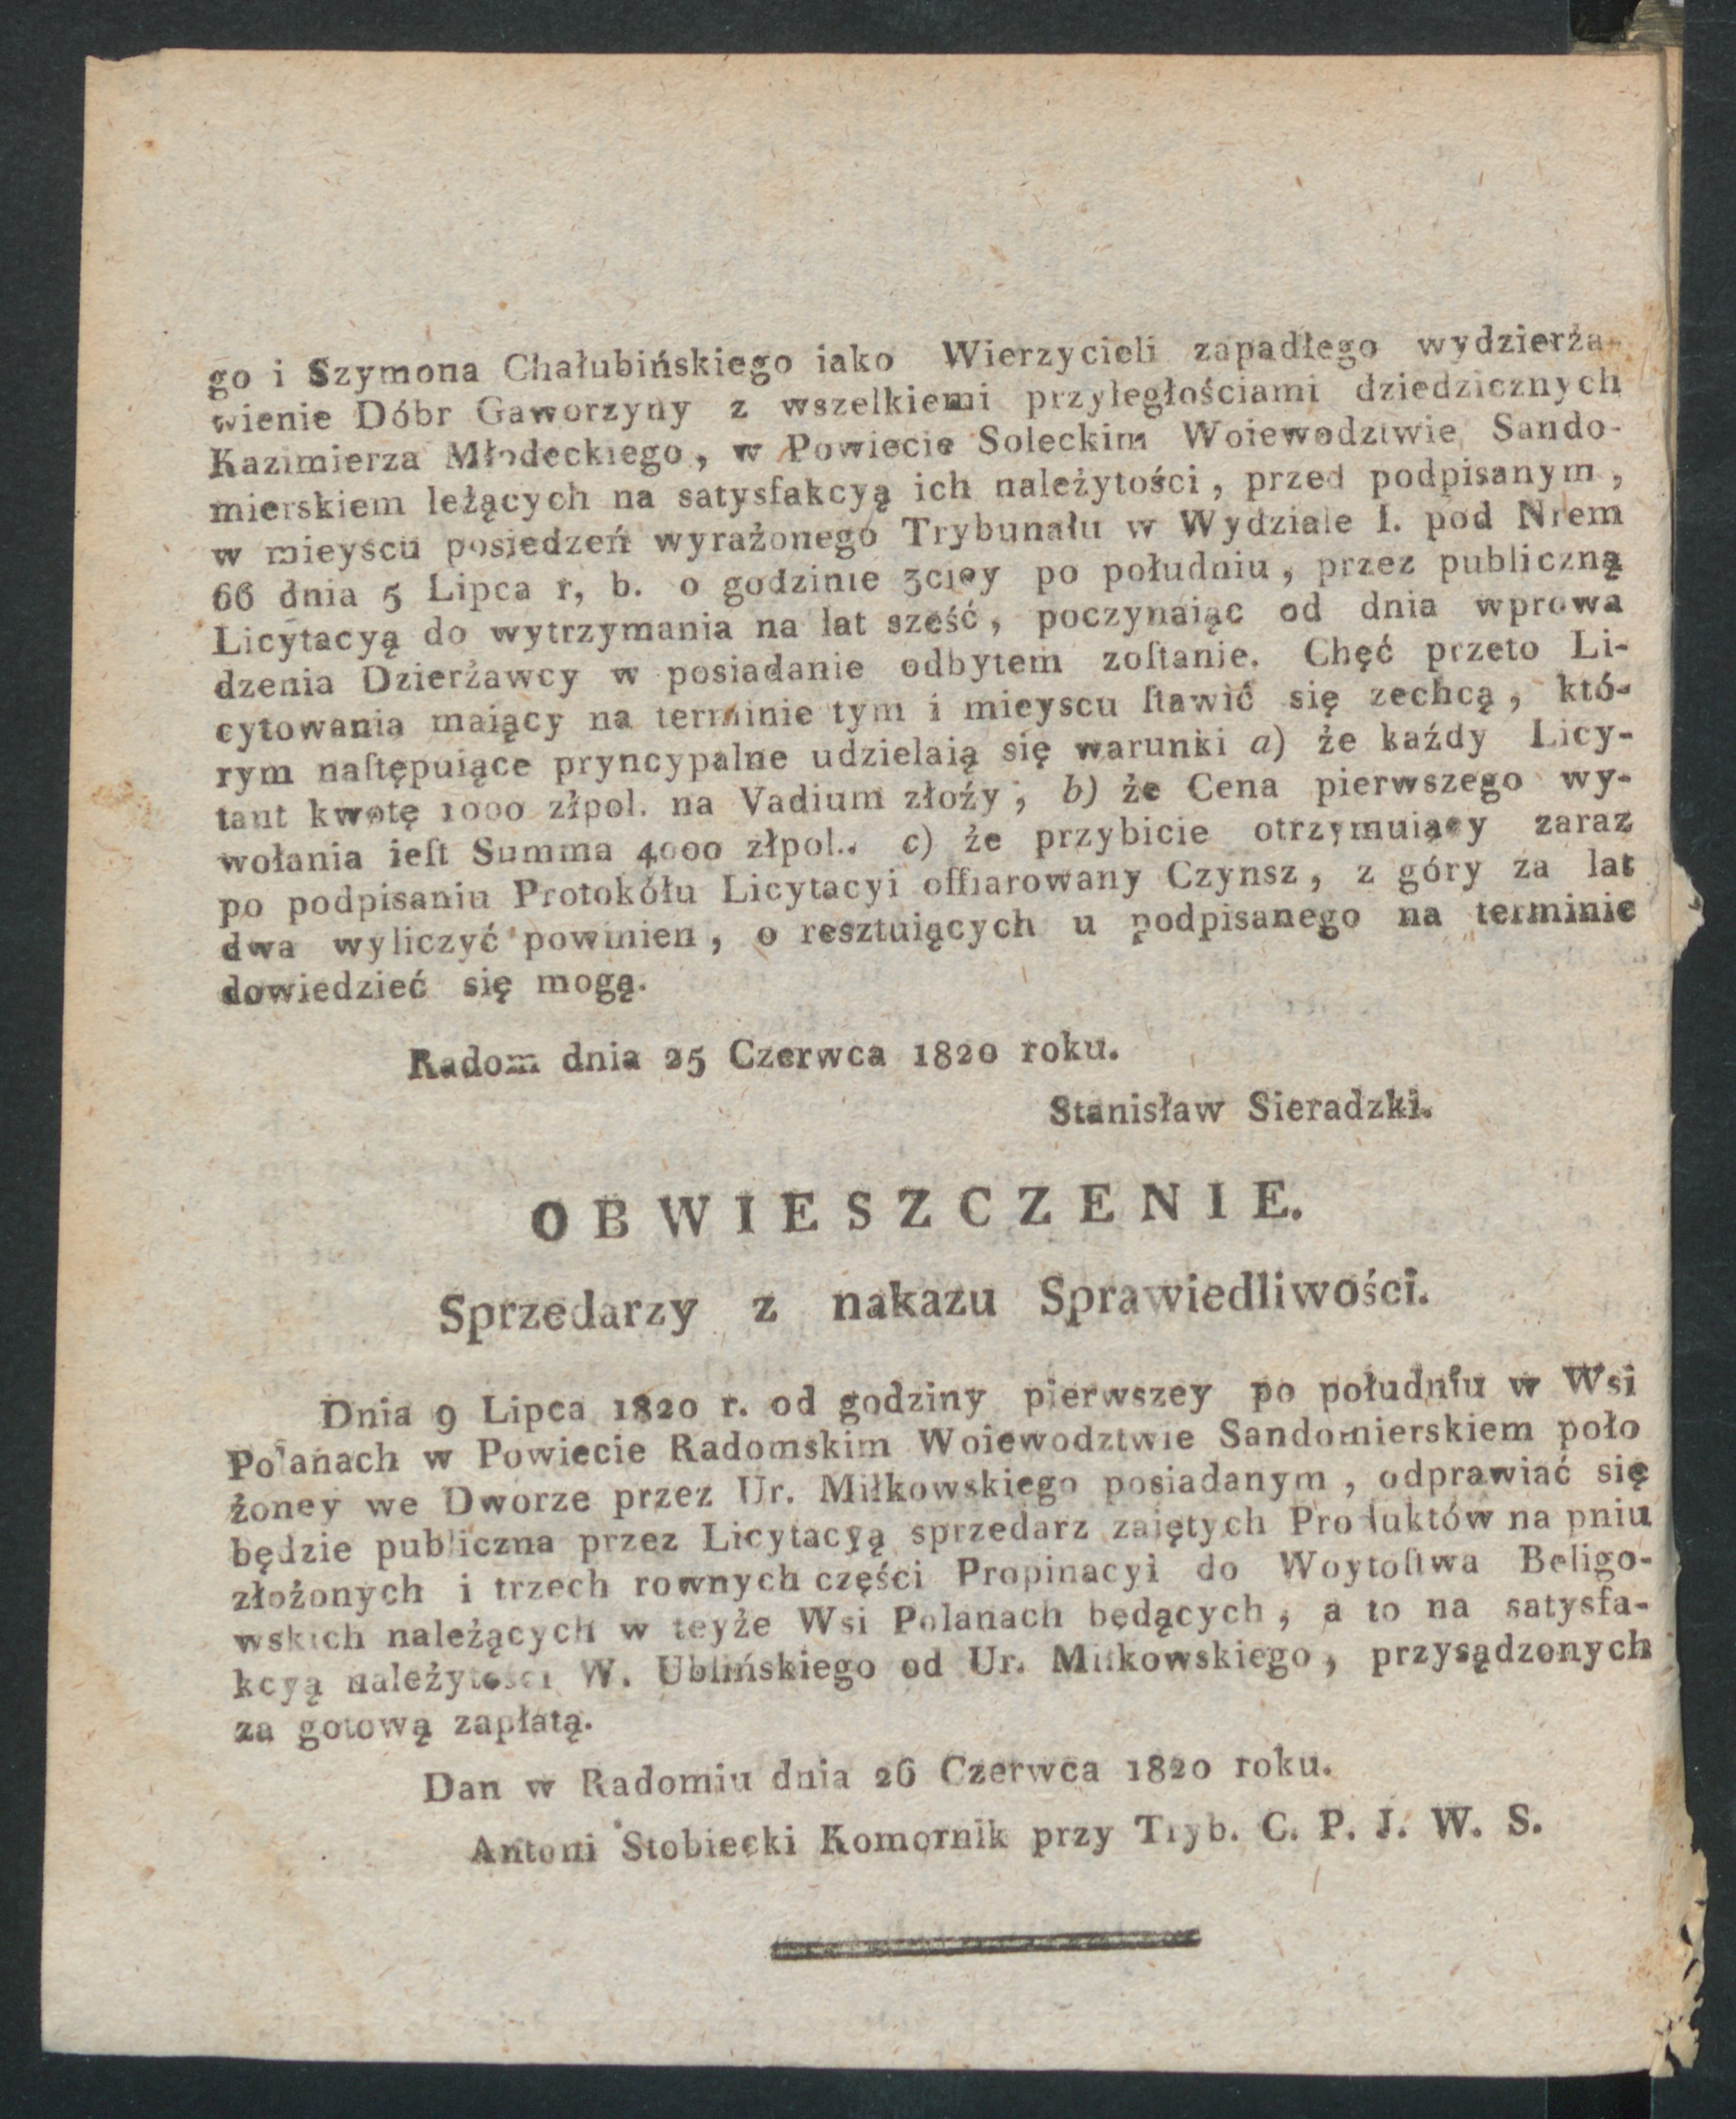 go i Szymona Chałubińskiego iako Wierzycieli zapadłego wydzierża-
wienie Dóbr Gaworzyny z wszelkiemi przyległościami dziedzicznych
Kazimierza Młodeckiego, w Powiecie Soleckim Woiewodztwie Sando-
mierskiem leżących na satysfakcyą ich należytości, przed podpisanym,
w mieyscu posiedzeń wyrażonego Trybunału w Wydziale I. pod Nrem
66 dnia 5 Lipca r, b. o godzinie 3ciey po południu, przez publiczną
Licytacyą do wytrzymania na lat sześć, poczynaiąc od dnia wprowa
dzenia Dzierżawcy w posiadanie odbytem zoſtanie. Chęć przeto Li-
cytowania maiący na terminie tym i mieyscu ſtawić się zechcą, któ-
rym naſtępuiące pryncypalne udzielaią się warunki a) że każdy Licy-
tant kwotę 1000 złpol. na Vadium złoży; b) że Cena pierwszego wy-
wołania ieſt Summa 4000 złpol.. c) że przybicie otrzymuiący zaraz
po podpisaniu Protokółu Licytacyi offiarowany Czynsz, z góry za lat
dwa wyliczyć powinien, o resztuiących u podpisanego na terminie
dowiedzieć się mogą.
Radom dnia 25 Czerwca 1820 roku.
Stanisław Sieradzki.
OBWIESZCZENIE.
Sprzedarzy z nakazu Sprawiedliwości.
Dnia 9 Lipca 1820 r. od godziny pierwszey po południu w Wsi
Polanach w Powiecie Radomskim Woiewodztwie Sandomierskiem poło
żoney we Dworze przez Ur. Miłkowskiego posiadanym, odprawiać się
będzie publiczna przez Licytacyą sprzedarz zaiętych Produktów na pniu
złożonych i trzech rownych części Propinacyi do Woytoſtwa Beligo-
wskich należących w teyże Wsi Polanach będących, a to na satysfa-
kcyą należytości W. Ublińskiego od Ur. Miłkowskiego, przysądzonych
za gotową zapłatą.
Dan w Radomiu dnia 26 Czerwca 1820 roku.
Antoni Stobiecki Komornik przy Tryb. C. P. J. W. S.